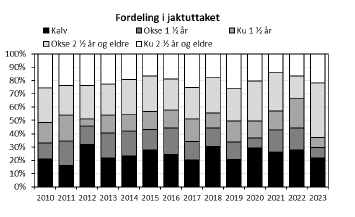 Fordeling i jaktuttaket
Kalv Okse 1 ½ år Ku 1 ½ år
Okse 2 ½ år og eldre Ku 2 ½ år og eldre
100%
90%
80%
70%
60%
50%
40%
30%
20%
10%
0%
2010 2011 2012 2013 2014 2015 2016 2017 2018 2019 2020 2021 2022 2023